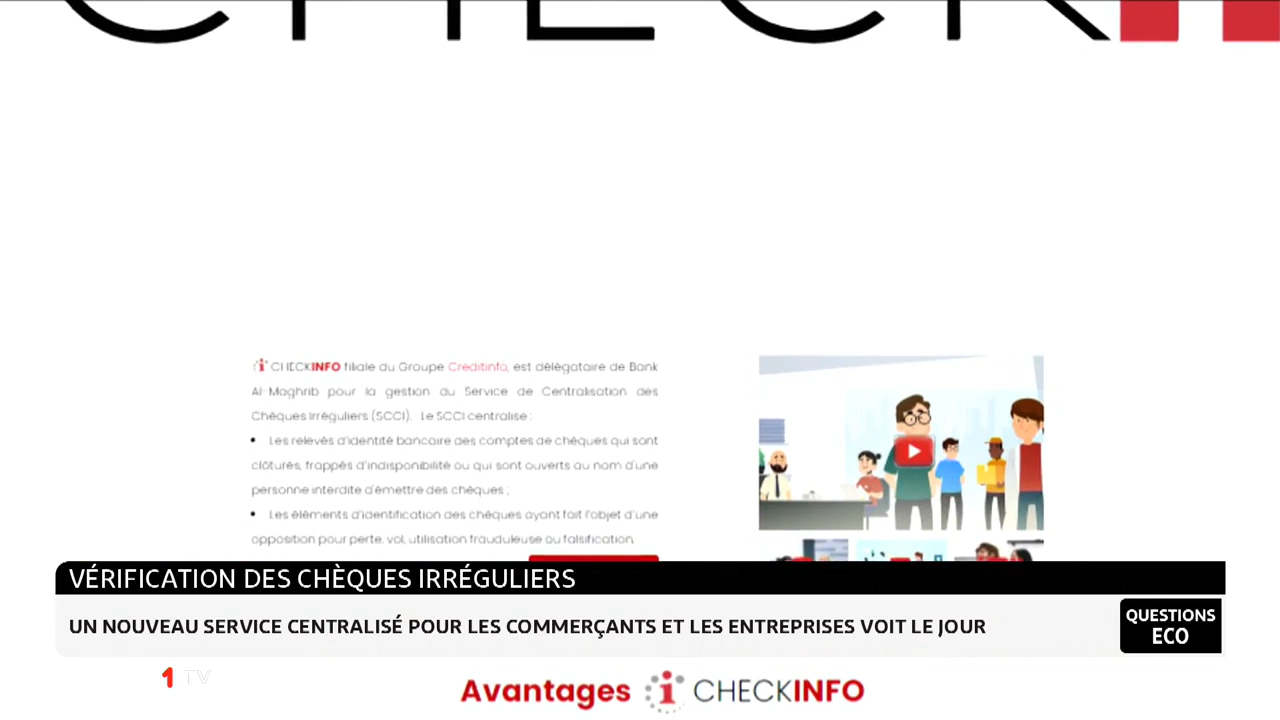 CHECKI
CHECKINFO filiale du Groupe Creditinfo, est délégataire de Bank
Al-Maghrib pour la gestion du Service de Centralisation des
Chèques Irréguliers (SCCI). Le SCCI centralise :
• Les relevés d'identité bancaire des comptes de chèques qui sont
clôturés, frappés d'indisponibilité ou qui sont ouverts au nom d'une
personne interdite d'émettre des chèques ;
• Les éléments d'identification des chèques ayant fait l'objet d'une
opposition pour perte, vol, utilisation frauduleuse ou falsification.
VÉRIFICATION DES CHÈQUES IRRÉGULIERS
UN NOUVEAU SERVICE CENTRALISÉ POUR LES COMMERÇANTS ET LES ENTREPRISES VOIT LE JOUR
QUESTIONS
ECO
1 TV
Avantages CHECKINFO